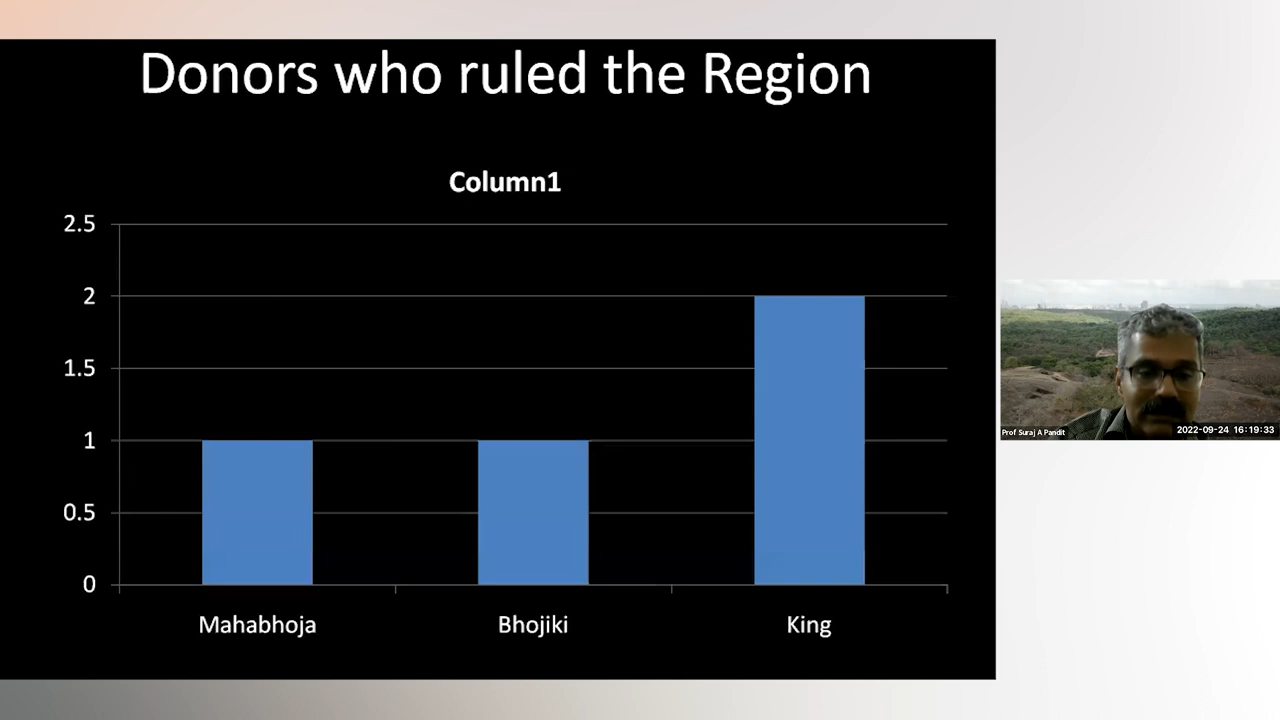 Donors who ruled the Region
Column1
2.5
2
1.5
1
0.5
0
Mahabhoja
Bhojiki
King
Prof Suraj A Pandit
2022-09-24 16:19:33